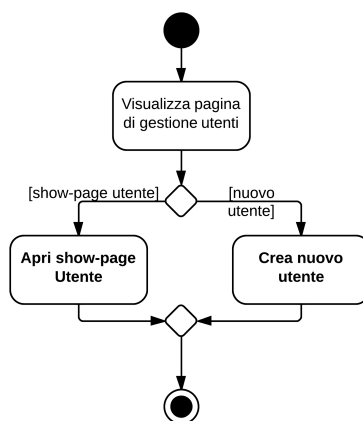 Visualizza pagina
di gestione utenti
[show-page utente]
[nuovo
utente]
Apri show-page
Utente
Crea nuovo
utente